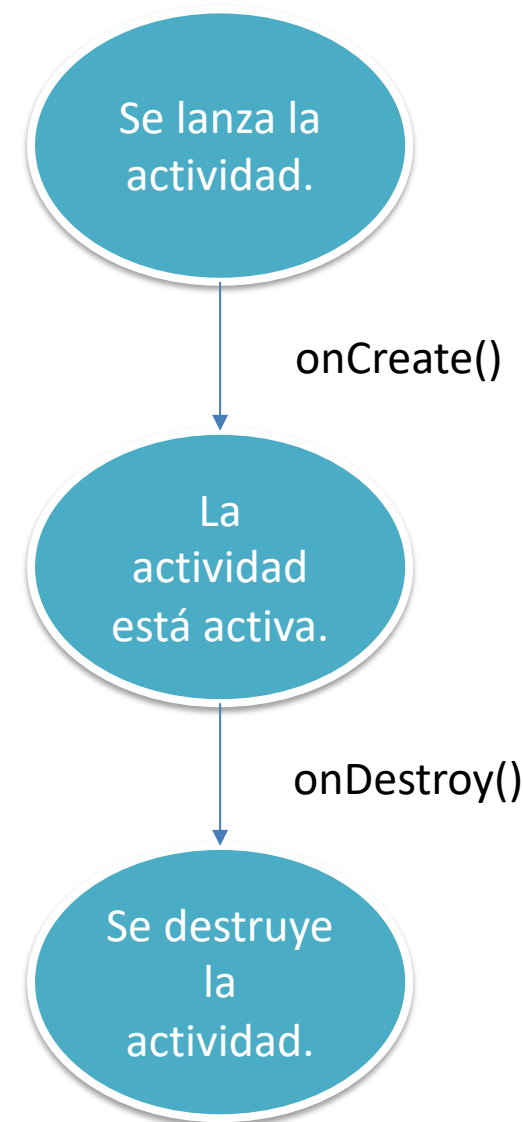 Se lanza la
actividad.
onCreate()
La
actividad
está activa.
onDestroy()
Se destruye
la
actividad.